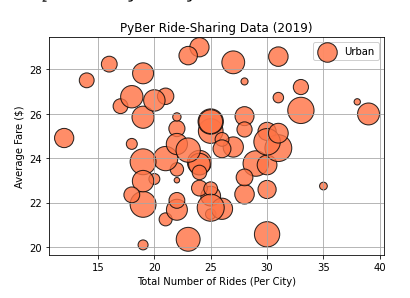 PyBer Ride-Sharing Data (2019)
Urban
Average Fare ($)
28
26
24
22
20
15
20
25
30
35
40
Total Number of Rides (Per City)